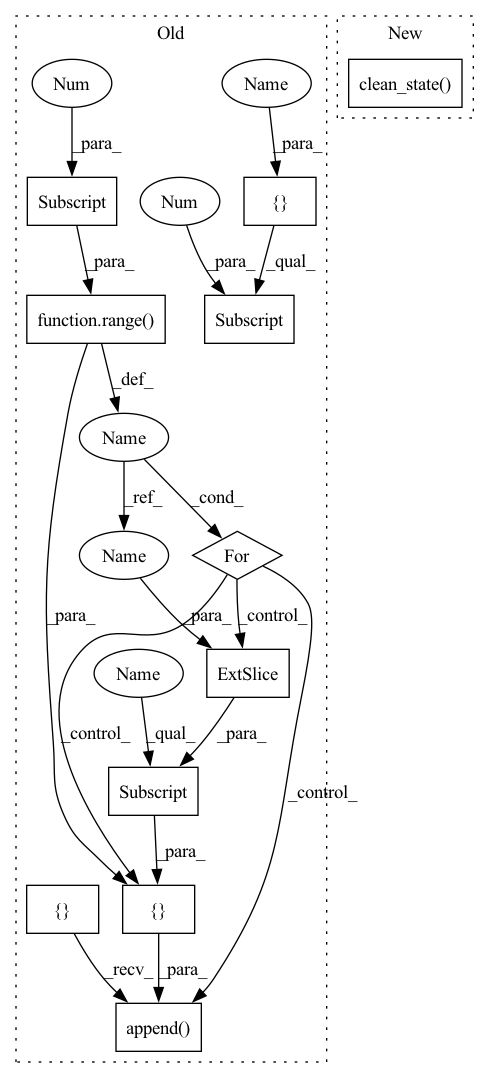 Old
New
Num
Name
clean_state()
_para_
_para_
Subscript
Num
{}
_para_
_para_
_qual_
function.range()
Subscript
_def_
Name
_ref_
_cond_
Name
For
_para_
_para_
_control_
Name
ExtSlice
_control_
_qual_
_para_
Subscript
_control_
_para_
{}
{}
_recv_
_para_
append()